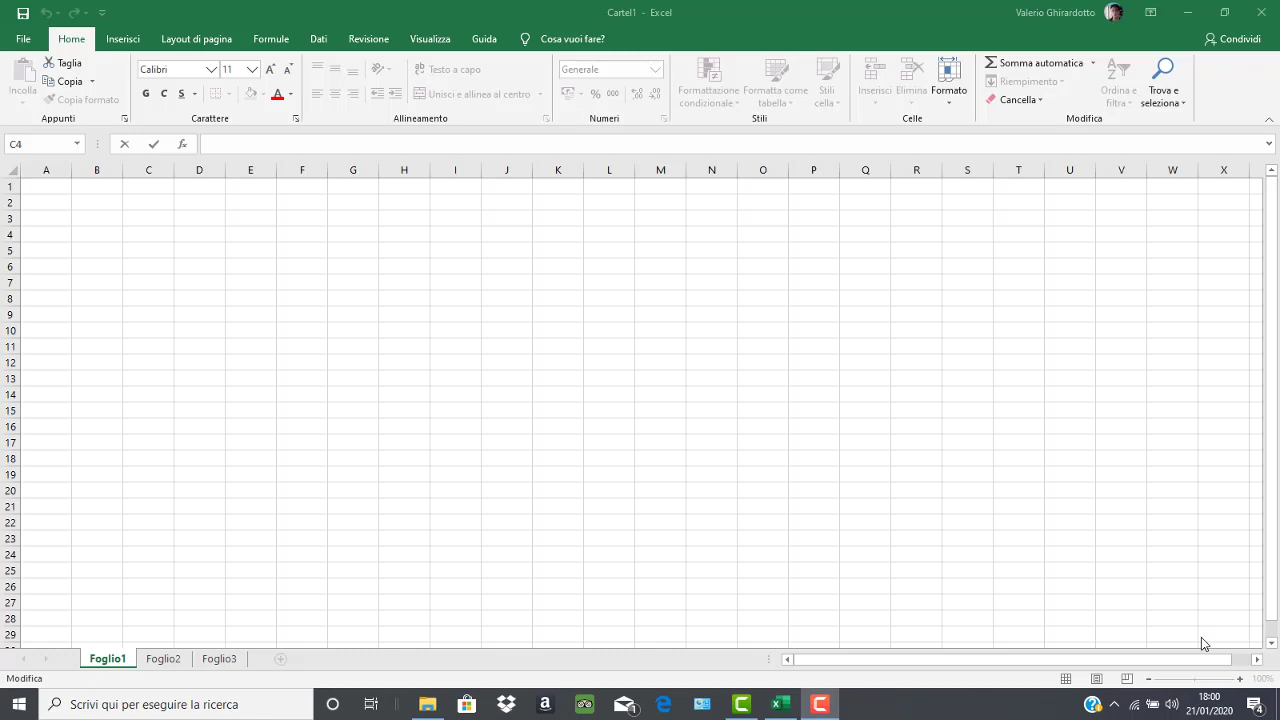 Cartel1 - Excel
Valerio Ghirardotto
File Home Inserisci Layout di pagina Formule Dati Revisione Visualizza Guida Cosa vuoi fare? Condividi
Incolla
Taglia
Copia
Copia formato
Appunti
Calibri 11
G C S A
Carattere
Testo a capo
Unisci e allinea al centro
Allineamento
Generale
% 000
Numeri
Formattazione condizionale
Formatta come tabella
Stili cella
Stili
Inserisci
Elimina
Formato
Celle
Somma automatica
Riempimento
Cancella
Ordina e filtra
Trova e seleziona
Modifica
C4 fx
A B C D E F G H I J K L M N O P Q R S T U V W X
1
2
3
4
5
6
7
8
9
10
11
12
13
14
15
16
17
18
19
20
21
22
23
24
25
26
27
28
29
Foglio1 Foglio2 Foglio3
Modifica
100%
Scrivi qui per eseguire la ricerca
18:00
21/01/2020